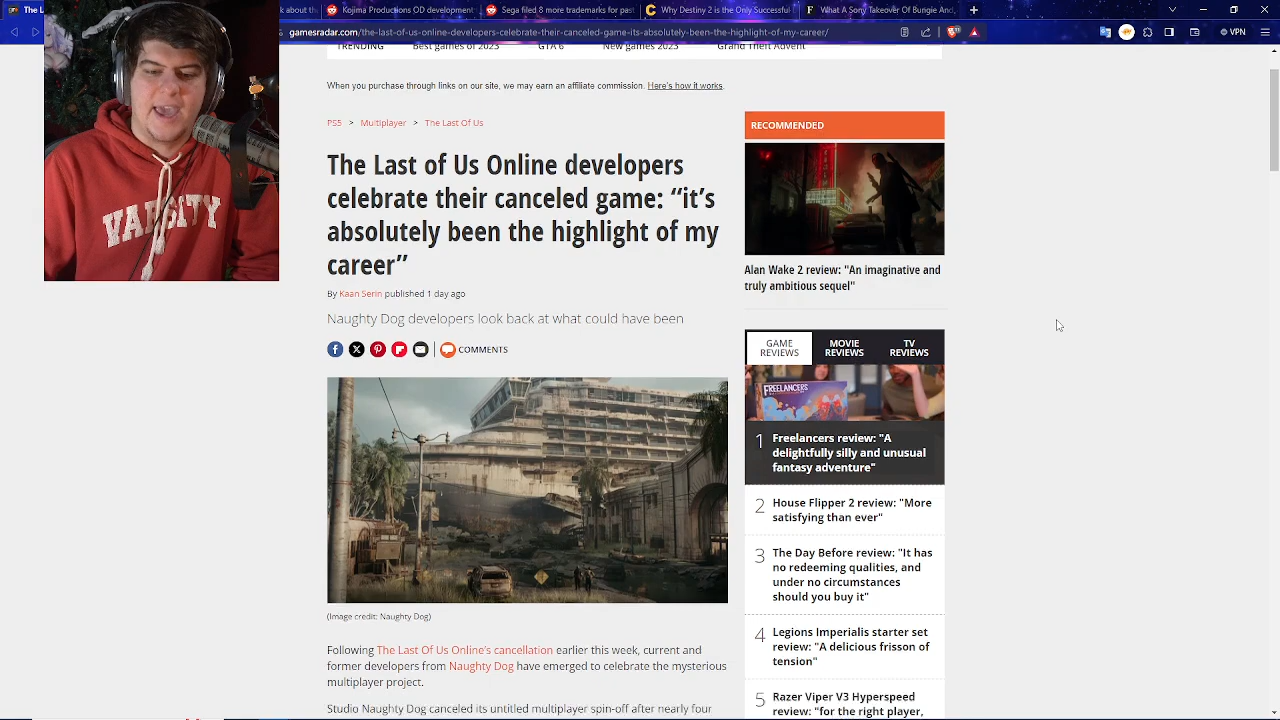 The L
k about th
Kojima Productions OD developmen
Sega filed 8 more trademarks for past
Why Destiny 2 is the Only Successful
What A Sony Takeover Of Bungie And,
gamesradar.com/the-last-of-us-online-developers-celebrate-their-canceled-game-its-absolutely-been-the-highlight-of-my-career/
VPN
TRENDING
Best games of 2023
GTA 6
New games 2023
Grand Theft Advent
When you purchase through links on our site, we may earn an affiliate commission. Here's how it works.
PS5 > Multiplayer > The Last Of Us
The Last of Us Online developers
celebrate their canceled game: “it’s
absolutely been the highlight of my
career”
By Kaan Serin published 1 day ago
Naughty Dog developers look back at what could have been
COMMENTS
(Image credit: Naughty Dog)
Following The Last Of Us Online's cancellation earlier this week, current and
former developers from Naughty Dog have emerged to celebrate the mysterious
multiplayer project.
Studio Naughty Dog canceled its untitled multiplayer spin-off after nearly four
RECOMMENDED
Alan Wake 2 review: "An imaginative and
truly ambitious sequel"
GAME
REVIEWS
MOVIE
REVIEWS
TV
REVIEWS
FREELANCERS
1 Freelancers review: "A
delightfully silly and unusual
fantasy adventure"
2 House Flipper 2 review: "More
satisfying than ever"
3 The Day Before review: "It has
no redeeming qualities, and
under no circumstances
should you buy it"
4 Legions Imperialis starter set
review: "A delicious frisson of
tension"
5 Razer Viper V3 Hyperspeed
review: "for the right player,
VARSITY